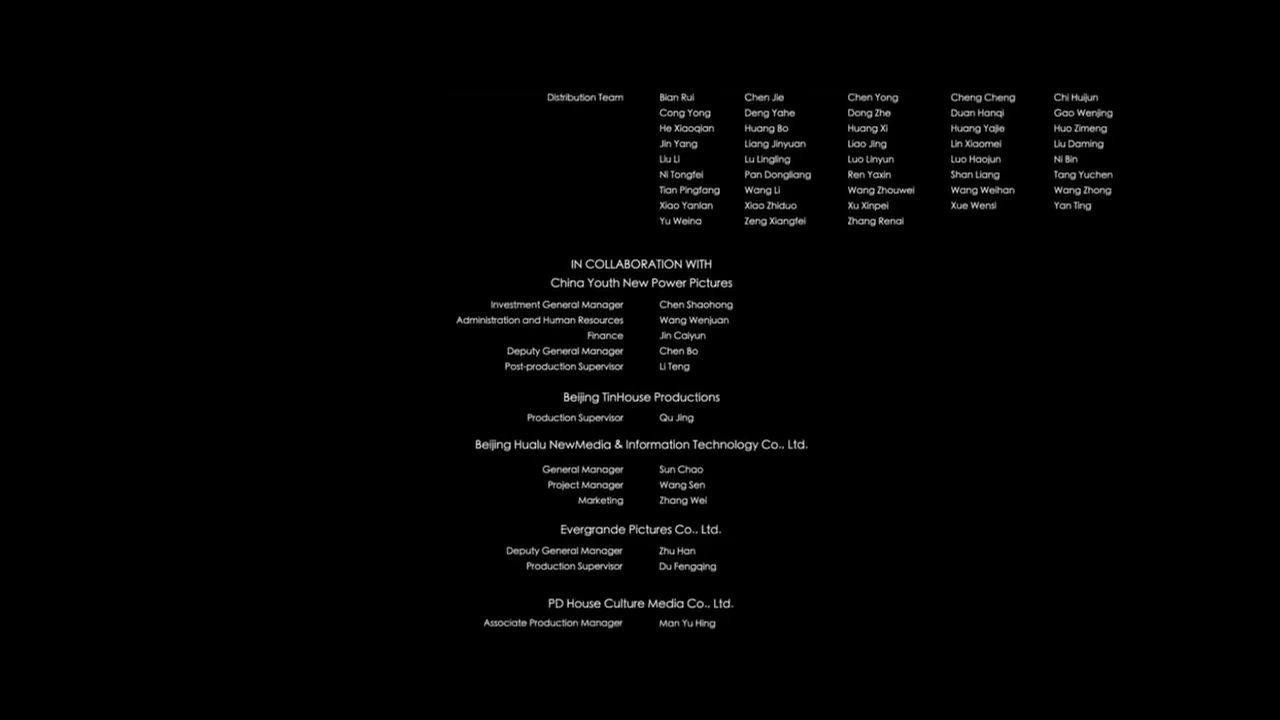 Distribution Team Bian Rui Chen Jie Chen Yong Cheng Cheng Chi Huijun
Cong Yong Deng Yahe Dong Zhe Duan Hanqi Gao Wenjing
He Xiaoqian Huang Bo Huang Xi Huang Yajie Huo Zimeng
Jin Yang Liang Jinyuan Liao Jing Lin Xiaomei Liu Daming
Liu Li Lu Lingling Luo Linyun Luo Haojun Ni Bin
Ni Tongfei Pan Dongliang Ren Yaxin Shan Liang Tang Yuchen
Tian Pingfang Wang Li Wang Zhouwei Wang Weihan Wang Zhong
Xiao Yanlan Xiao Zhiduo Xu Xinpei Xue Wensi Yan Ting
Yu Weina Zeng Xiangfei Zhang Renai
IN COLLABORATION WITH
China Youth New Power Pictures
Investment General Manager Chen Shaohong
Administration and Human Resources Wang Wenjuan
Finance Jin Caiyun
Deputy General Manager Chen Bo
Post-production Supervisor Li Teng
Beijing TinHouse Productions
Production Supervisor Qu Jing
Beijing Hualu NewMedia & Information Technology Co., Ltd.
General Manager Sun Chao
Project Manager Wang Sen
Marketing Zhang Wei
Evergrande Pictures Co., Ltd.
Deputy General Manager Zhu Han
Production Supervisor Du Fengqing
PD House Culture Media Co., Ltd.
Associate Production Manager Man Yu Hing